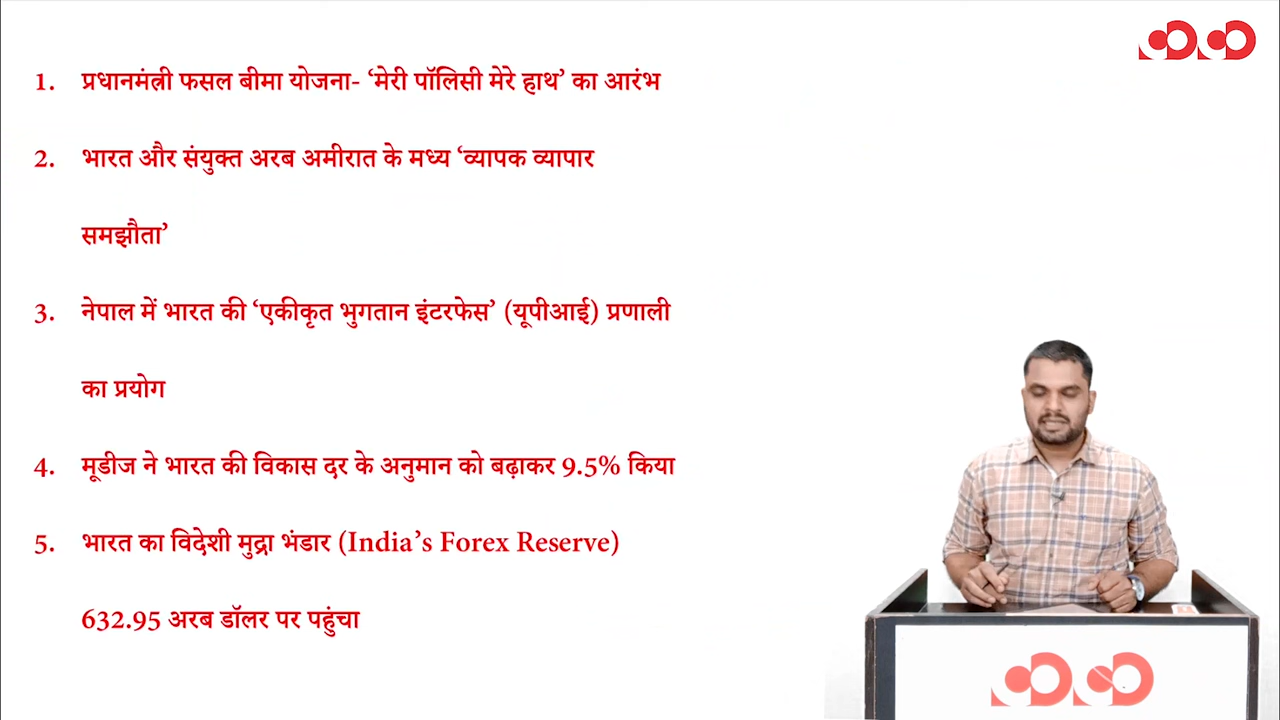 1. प्रधानमंत्री फसल बीमा योजना- ‘मेरी पॉलिसी मेरे हाथ’ का आरंभ
2. भारत और संयुक्त अरब अमीरात के मध्य ‘व्यापक व्यापार
समझौता’
3. नेपाल में भारत की ‘एकीकृत भुगतान इंटरफेस’ (यूपीआई) प्रणाली
का प्रयोग
4. मूडीज ने भारत की विकास दर के अनुमान को बढ़ाकर 9.5% किया
5. भारत का विदेशी मुद्रा भंडार (India’s Forex Reserve)
632.95 अरब डॉलर पर पहुंचा